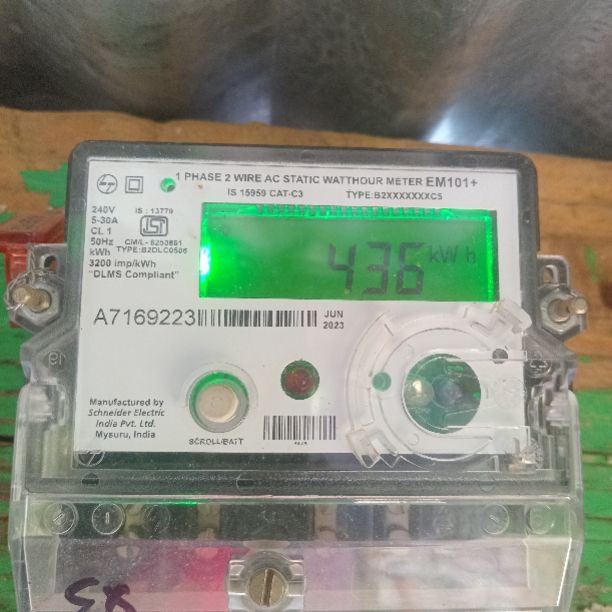 1 PHASE 2 WIRE AC STATIC WATTHOUR METER EM101+
IS 15959 CAT-C3 TYPE:B2XXXXXXXC5
240V
5-30A
CL 1
50Hz
kWh
3200 imp/kWh
"DLMS Compliant"
IS : 13779
TYPE:B2DLC0506
436 kWh
A7169223
JUN
2023
Manufactured by
Schneider Electric
India Pvt. Ltd.
Mysuru, India
SCROLL/BATT